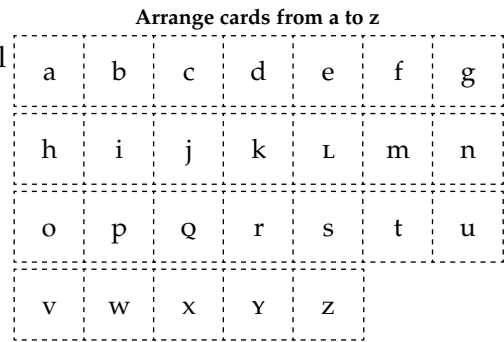 Arrange cards from a to z
l
a b c d e f g
h i j k ʟ m n
o p Q r s t u
v w x ʏ z